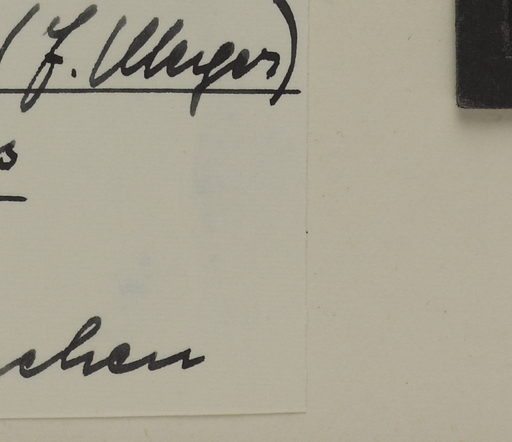 (F. Meyer)
s
chen